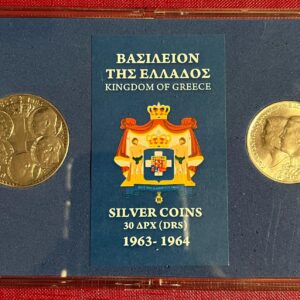 ΒΑΣΙΛΕΙΟΝ
ΤΗΣ ΕΛΛΑΔΟΣ
KINGDOM OF GREECE
SILVER COINS
30 ΔΡΧ (DRS)
1963- 1964